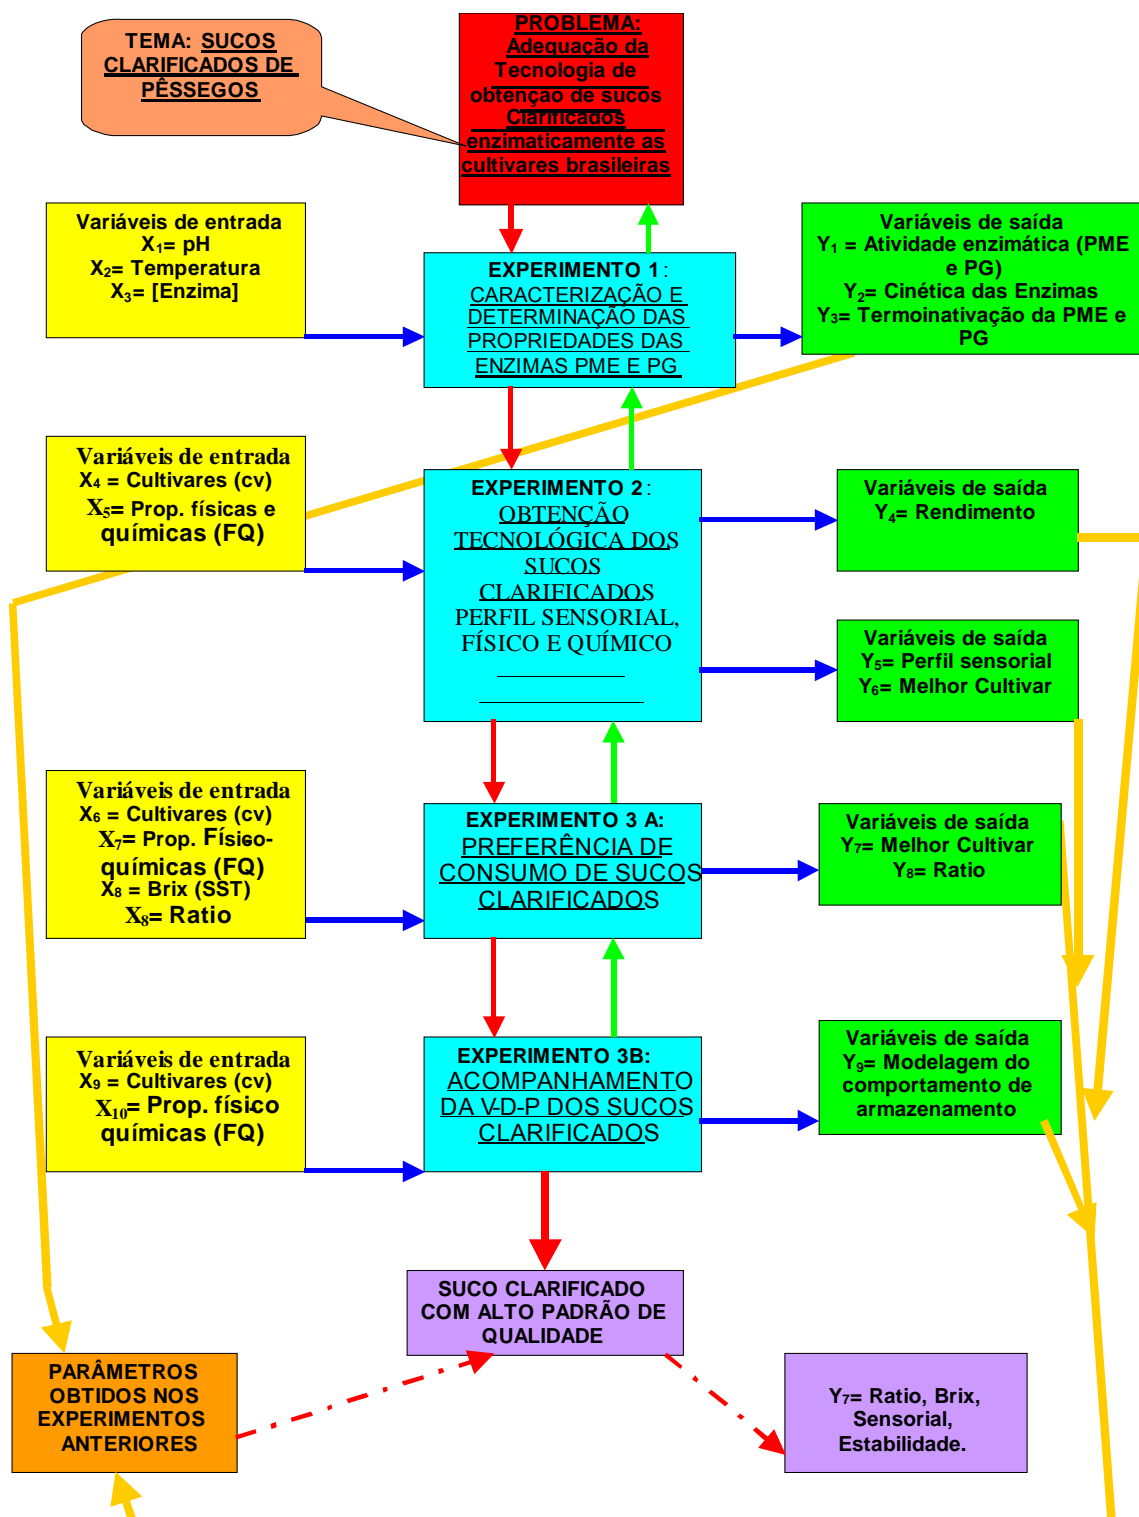 TEMA: SUCOS
CLARIFICADOS DE
PÊSSEGOS
PROBLEMA:
Adequação da
Tecnologia de
obtenção de sucos
Clarificados
enzimaticamente as
cultivares brasileiras
Variáveis de entrada
X1= pH
X2= Temperatura
X3= [Enzima]
EXPERIMENTO 1:
CARACTERIZAÇÃO E
DETERMINAÇÃO DAS
PROPRIEDADES DAS
ENZIMAS PME E PG
Variáveis de saída
Y1 = Atividade enzimática (PME
e PG)
Y2= Cinética das Enzimas
Y3= Termoinativação da PME e
PG
Variáveis de entrada
X4 = Cultivares (cv)
X5= Prop. físicas e
químicas (FQ)
EXPERIMENTO 2:
OBTENÇÃO
TECNOLÓGICA DOS
SUCOS
CLARIFICADOS
PERFIL SENSORIAL,
FÍSICO E QUÍMICO
Variáveis de saída
Y4= Rendimento
Variáveis de saída
Y5= Perfil sensorial
Y6= Melhor Cultivar
Variáveis de entrada
X6 = Cultivares (cv)
X7= Prop. Físico-
químicas (FQ)
X8 = Brix (SST)
X8= Ratio
EXPERIMENTO 3 A:
PREFERÊNCIA DE
CONSUMO DE SUCOS
CLARIFICADOS
Variáveis de saída
Y7= Melhor Cultivar
Y8= Ratio
Variáveis de entrada
X9 = Cultivares (cv)
X10= Prop. físico-
químicas (FQ)
EXPERIMENTO 3B:
ACOMPANHAMENTO
DA V-D-P DOS SUCOS
CLARIFICADOS
Variáveis de saída
Y9= Modelagem do
comportamento de
armazenamento
SUCO CLARIFICADO
COM ALTO PADRÃO DE
QUALIDADE
PARÂMETROS
OBTIDOS NOS
EXPERIMENTOS
ANTERIORES
Y7= Ratio, Brix,
Sensorial,
Estabilidade.